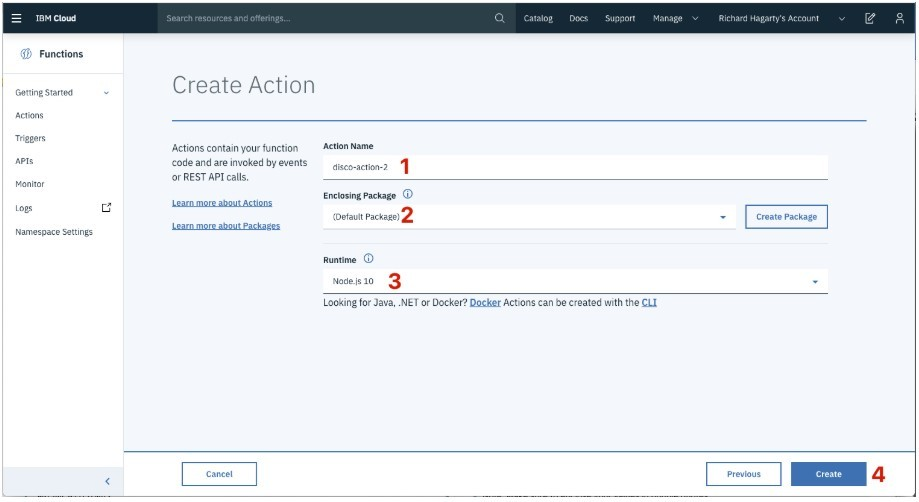 IBM Cloud
Search resources and offerings...
Catalog Docs Support Manage Richard Hagarty's Account
Functions
Getting Started
Actions
Triggers
APIs
Monitor
Logs
Namespace Settings
Create Action
Actions contain your function
code and are invoked by events
or REST API calls.
Learn more about Actions
Learn more about Packages
Action Name
disco-action-2 1
Enclosing Package
(Default Package) 2
Create Package
Runtime
Node.js 10 3
Looking for Java, .NET or Docker? Docker Actions can be created with the CLI
Cancel
Previous
Create 4